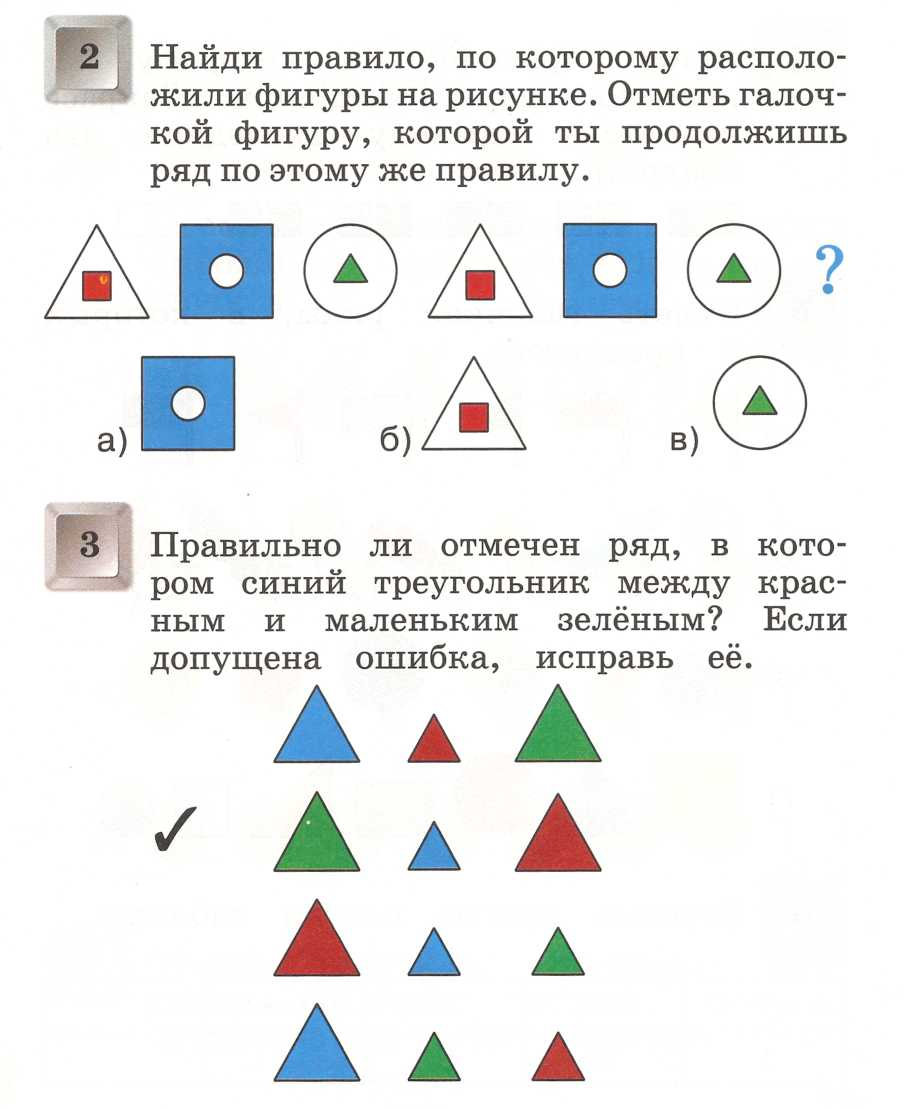 2
Найди правило, по которому располо-
жили фигуры на рисунке. Отметь галоч-
кой фигуру, которой ты продолжишь
ряд по этому же правилу.
?
а) б) в)
3
Правильно ли отмечен ряд, в кото-
ром синий треугольник между крас-
ным и маленьким зелёным? Если
допущена ошибка, исправь её.